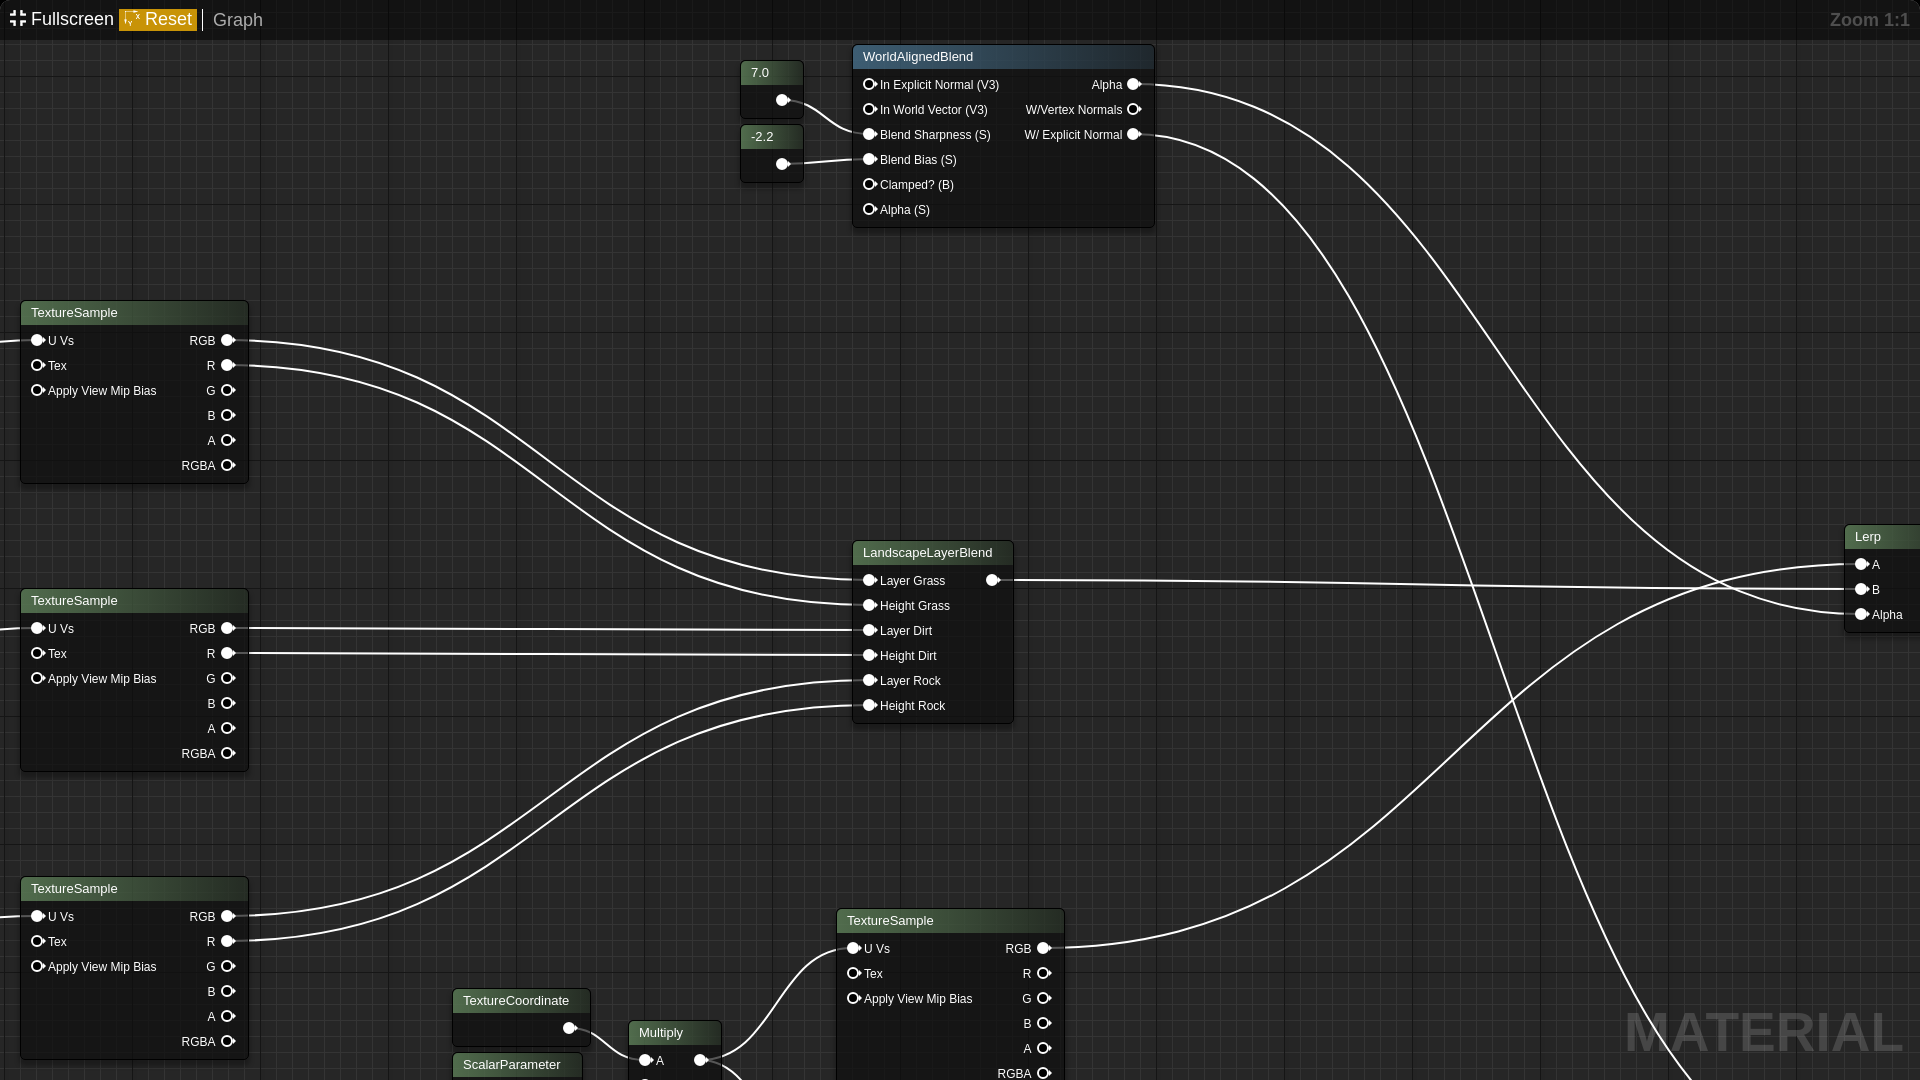 Fullscreen Reset Graph Zoom 1:1
7.0
-2.2
WorldAlignedBlend
In Explicit Normal (V3) Alpha
In World Vector (V3) W/Vertex Normals
Blend Sharpness (S) W/ Explicit Normal
Blend Bias (S)
Clamped? (B)
Alpha (S)
TextureSample
U Vs RGB
Tex R
Apply View Mip Bias G
B
A
RGBA
LandscapeLayerBlend
Layer Grass
Height Grass
Layer Dirt
Height Dirt
Layer Rock
Height Rock
Lerp
A
B
Alpha
TextureSample
U Vs RGB
Tex R
Apply View Mip Bias G
B
A
RGBA
TextureSample
U Vs RGB
Tex R
Apply View Mip Bias G
B
A
RGBA
TextureCoordinate
ScalarParameter
Multiply
A
TextureSample
U Vs RGB
Tex R
Apply View Mip Bias G
B
A
RGBA
MATERIAL